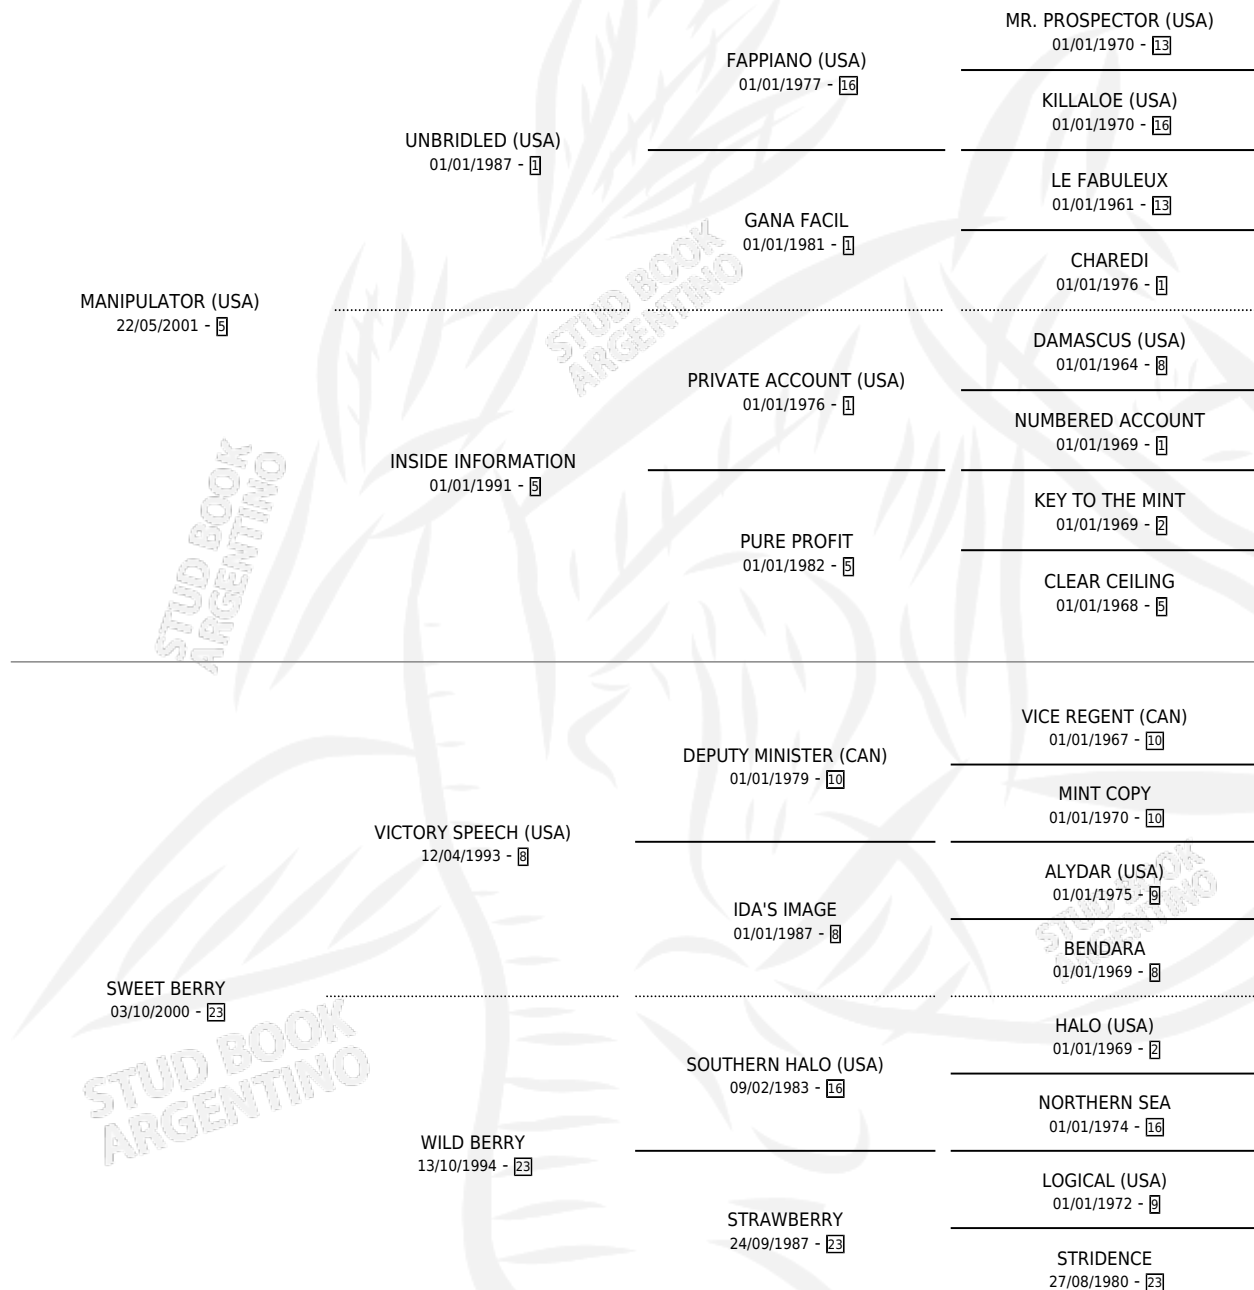 MR. PROSPECTOR (USA)
01/01/1970 - 13
FAPPIANO (USA)
01/01/1977 - 16
KILLALOE (USA)
01/01/1970 - 16
UNBRIDLED (USA)
01/01/1987 - 1
LE FABULEUX
01/01/1961 - 13
GANA FACIL
01/01/1981 - 1
CHAREDI
01/01/1976 - 1
MANIPULATOR (USA)
22/05/2001 - 5
DAMASCUS (USA)
01/01/1964 - 8
PRIVATE ACCOUNT (USA)
01/01/1976 - 1
NUMBERED ACCOUNT
01/01/1969 - 1
INSIDE INFORMATION
01/01/1991 - 5
KEY TO THE MINT
01/01/1969 - 2
PURE PROFIT
01/01/1982 - 5
CLEAR CEILING
01/01/1968 - 5
STUD BOOK
ARGENTINO
STUD BOOK
ARGENTINO
VICE REGENT (CAN)
01/01/1967 - 10
DEPUTY MINISTER (CAN)
01/01/1979 - 10
MINT COPY
01/01/1970 - 10
VICTORY SPEECH (USA)
12/04/1993 - 8
ALYDAR (USA)
01/01/1975 - 9
IDA'S IMAGE
01/01/1987 - 8
BENDARA
01/01/1969 - 8
SWEET BERRY
03/10/2000 - 23
HALO (USA)
01/01/1969 - 2
SOUTHERN HALO (USA)
09/02/1983 - 16
NORTHERN SEA
01/01/1974 - 16
WILD BERRY
13/10/1994 - 23
LOGICAL (USA)
01/01/1972 - 9
STRAWBERRY
24/09/1987 - 23
STRIDENCE
27/08/1980 - 23
STUD BOOK
ARGENTINO
STUD BOOK
ARGENTINO